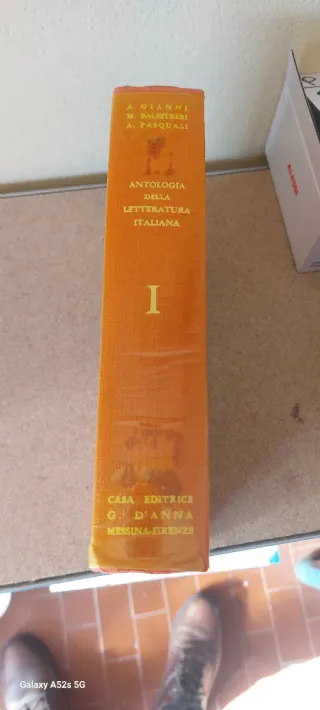 A. GIANNI
M. BALESTRERI
A. PASQUALI
ANTOLOGIA
DELLA
LETTERATURA
ITALIANA
I
CASA EDITRICE
G. D'ANNA
MESSINA-FIRENZE
Galaxy A52s 5G